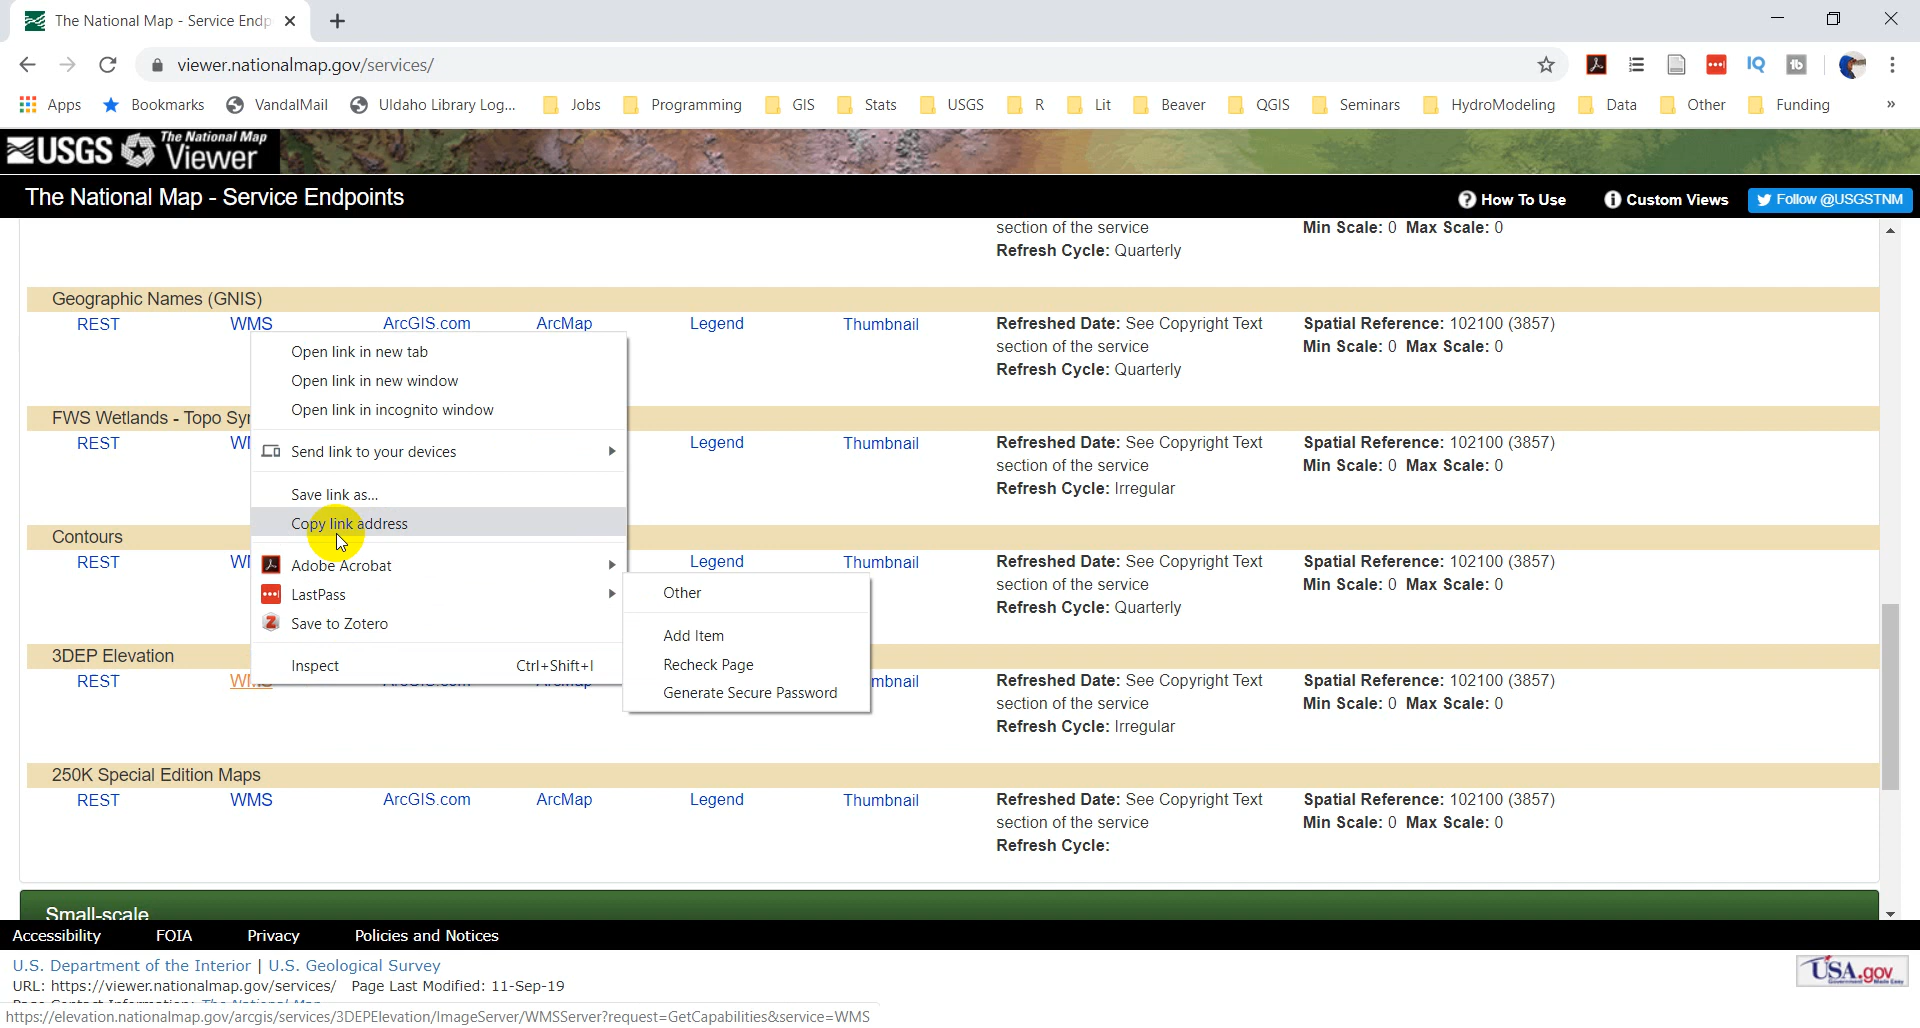 The National Map - Service Endp
viewer.nationalmap.gov/services/
Apps Bookmarks VandalMail UIdaho Library Log... Jobs Programming GIS Stats USGS R Lit Beaver QGIS Seminars HydroModeling Data Other Funding »
USGS The National Map Viewer
The National Map - Service Endpoints
How To Use Custom Views Follow @USGSTNM
section of the service Min Scale: 0 Max Scale: 0
Refresh Cycle: Quarterly
Geographic Names (GNIS)
REST WMS ArcGIS.com ArcMap Legend Thumbnail Refreshed Date: See Copyright Text Spatial Reference: 102100 (3857)
section of the service Min Scale: 0 Max Scale: 0
Refresh Cycle: Quarterly
Open link in new tab
Open link in new window
Open link in incognito window
Send link to your devices
Save link as...
Copy link address
Adobe Acrobat
LastPass
Save to Zotero
Inspect Ctrl+Shift+I
Other
Add Item
Recheck Page
Generate Secure Password
FWS Wetlands - Topo
REST Legend Thumbnail Refreshed Date: See Copyright Text Spatial Reference: 102100 (3857)
section of the service Min Scale: 0 Max Scale: 0
Refresh Cycle: Irregular
Contours
REST Legend Thumbnail Refreshed Date: See Copyright Text Spatial Reference: 102100 (3857)
section of the service Min Scale: 0 Max Scale: 0
Refresh Cycle: Quarterly
3DEP Elevation
REST mbnail Refreshed Date: See Copyright Text Spatial Reference: 102100 (3857)
section of the service Min Scale: 0 Max Scale: 0
Refresh Cycle: Irregular
250K Special Edition Maps
REST WMS ArcGIS.com ArcMap Legend Thumbnail Refreshed Date: See Copyright Text Spatial Reference: 102100 (3857)
section of the service Min Scale: 0 Max Scale: 0
Refresh Cycle:
Small-scale
Accessibility FOIA Privacy Policies and Notices
U.S. Department of the Interior | U.S. Geological Survey
URL: https://viewer.nationalmap.gov/services/ Page Last Modified: 11-Sep-19
USA.gov
https://elevation.nationalmap.gov/arcgis/services/3DEPElevation/ImageServer/WMSServer?request=GetCapabilities&service=WMS